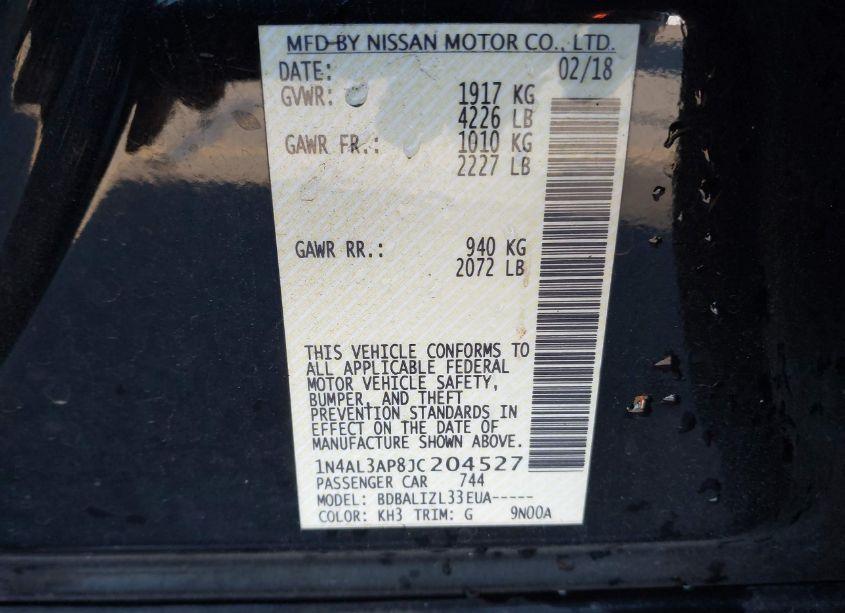 MFD BY NISSAN MOTOR CO., LTD.
DATE: 02/18
GVWR: 1917 KG
4226 LB
GAWR FR.: 1010 KG
2227 LB
GAWR RR.: 940 KG
2072 LB
THIS VEHICLE CONFORMS TO
ALL APPLICABLE FEDERAL
MOTOR VEHICLE SAFETY,
BUMPER, AND THEFT
PREVENTION STANDARDS IN
EFFECT ON THE DATE OF
MANUFACTURE SHOWN ABOVE.
1N4AL3AP8JC204527
PASSENGER CAR 744
MODEL: BDBALIZL33EUA-----
COLOR: KH3 TRIM: G 9N00A